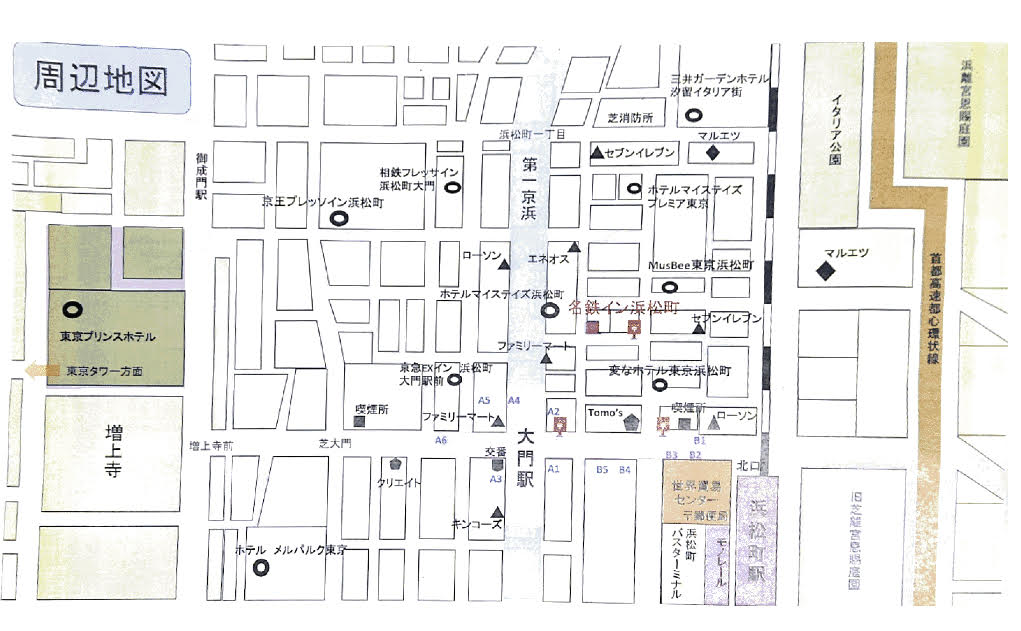 周辺地図
三井ガーデンホテル
汐留イタリア街
浜離宮恩賜庭園
イタリア公園
芝消防所
浜松町一丁目
マルエツ
セブンイレブン
御成門駅
第一京浜
相鉄フレッサイン
浜松町大門
ホテルマイステイズ
プレミア東京
京王プレッソイン浜松町
ローソン
エネオス
MusBee東京浜松町
マルエツ
首都高速都心環状線
ホテルマイステイズ浜松町
名鉄イン浜松町
セブンイレブン
東京プリンスホテル
ファミリーマート
東京タワー方面
東急EXイン 浜松町
大門駅前
変なホテル東京浜松町
A5
A4
喫煙所
ファミリーマート
A2
Tomo's
喫煙所
ローソン
増上寺
増上寺前
芝大門
A6
大門駅
B1
交番
B3
B2
北口
クリエイト
A3
A1
B5
B4
世界貿易
センター
干郵便局
キンコーズ
浜松町
バスターミナル
モノレール
浜松町駅
旧芝離宮恩賜庭園
ホテル メルパルク東京